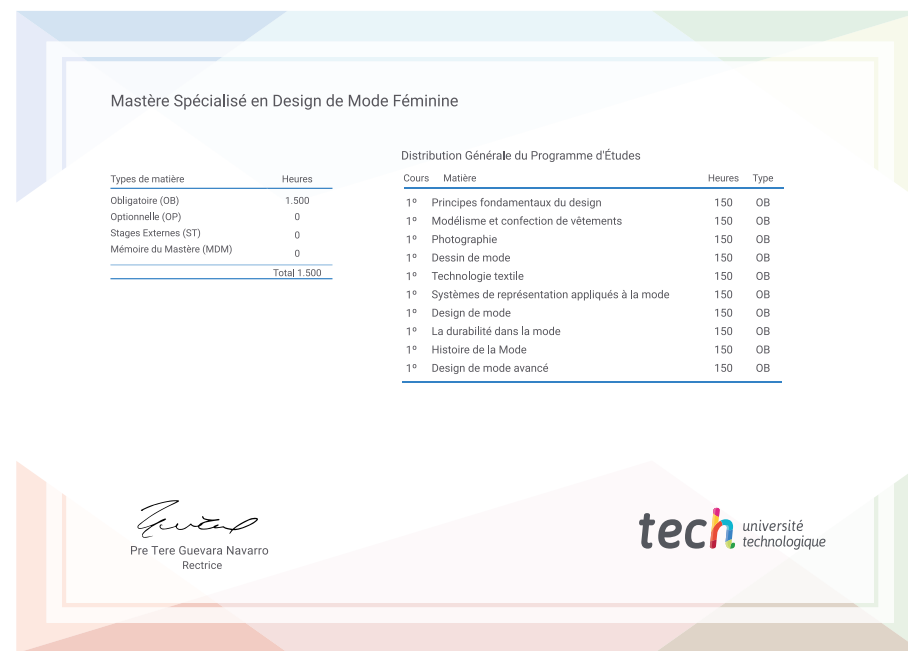 Mastère Spécialisé en Design de Mode Féminine
Types de matière Heures
Obligatoire (OB) 1.500
Optionnelle (OP) 0
Stages Externes (ST) 0
Mémoire du Mastère (MDM) 0
Total 1.500
Distribution Générale du Programme d'Études
Cours Matière Heures Type
1º Principes fondamentaux du design 150 OB
1º Modélisme et confection de vêtements 150 OB
1º Photographie 150 OB
1º Dessin de mode 150 OB
1º Technologie textile 150 OB
1º Systèmes de représentation appliqués à la mode 150 OB
1º Design de mode 150 OB
1º La durabilité dans la mode 150 OB
1º Histoire de la Mode 150 OB
1º Design de mode avancé 150 OB
Pre Tere Guevara Navarro
Rectrice
tech université
technologique